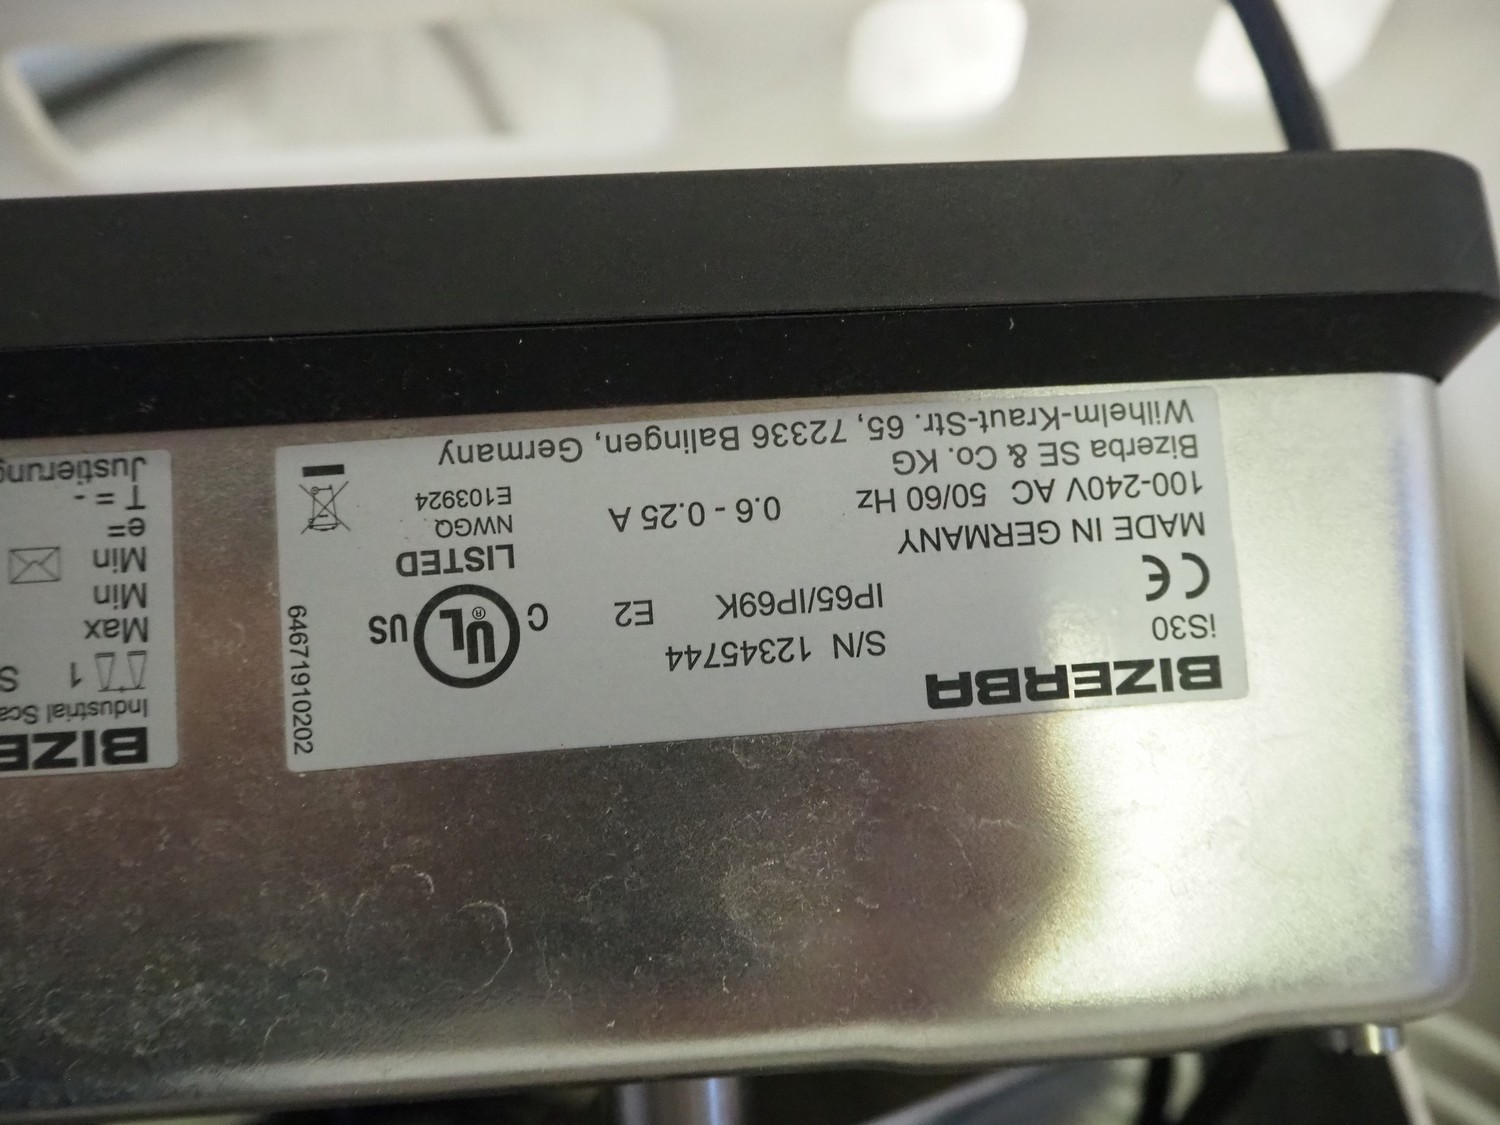 BIZERBA
iS30
S/N 12345744
IP65/IP69K E2
MADE IN GERMANY
100-240V AC 50/60 Hz 0.6 - 0.25 A
Bizerba SE & Co. KG
Wilhelm-Kraut-Str. 65, 72336 Balingen, Germany
C UL® US
LISTED
NWGQ
E103924
64671910202
BIZE
Industrial Sca
1 S
Max
Min
Min
e=
T = -
Justierung